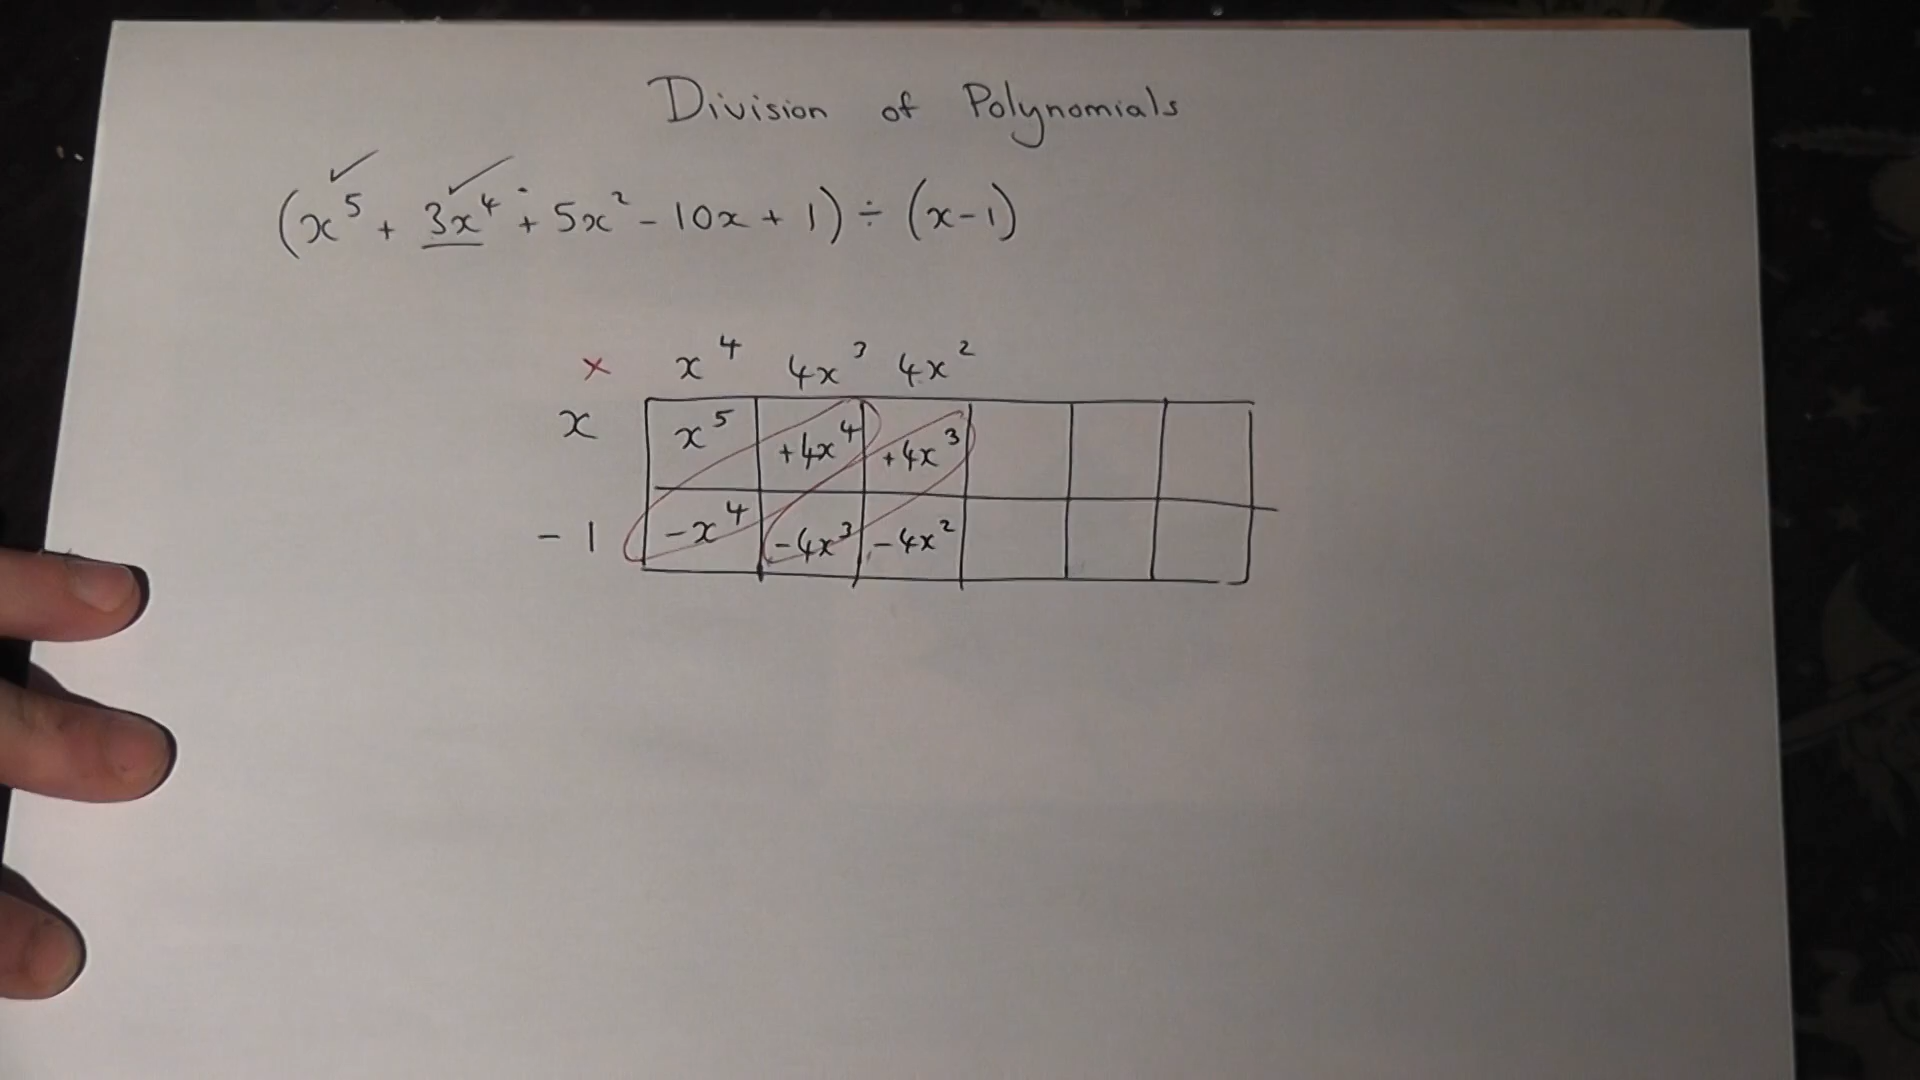 Division of Polynomials
(x⁵ + 3x⁴ + 5x² - 10x + 1) ÷ (x-1)
× x⁴ 4x³ 4x²
x x⁵ +4x⁴ +4x³
-1 -x⁴ -4x³ -4x²